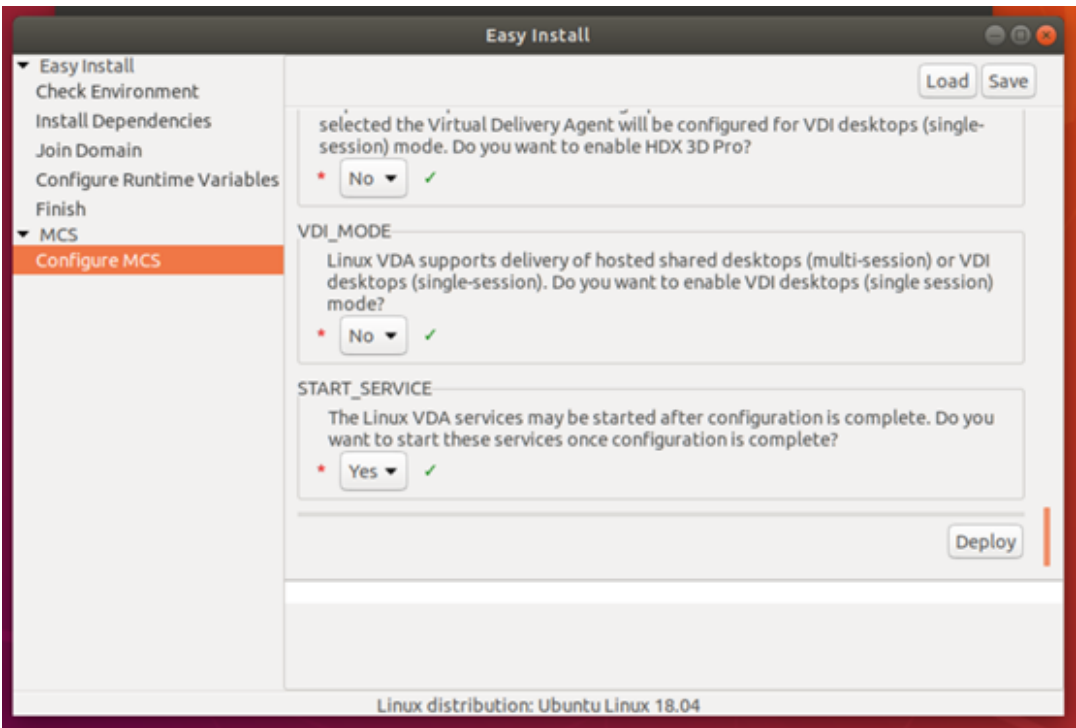 Easy Install
Easy Install
Check Environment
Install Dependencies
Join Domain
Configure Runtime Variables
Finish
MCS
Configure MCS
Load Save
selected the Virtual Delivery Agent will be configured for VDI desktops (single-
session) mode. Do you want to enable HDX 3D Pro?
* No ✓
VDI_MODE
Linux VDA supports delivery of hosted shared desktops (multi-session) or VDI
desktops (single-session). Do you want to enable VDI desktops (single session)
mode?
* No ✓
START_SERVICE
The Linux VDA services may be started after configuration is complete. Do you
want to start these services once configuration is complete?
* Yes ✓
Deploy
Linux distribution: Ubuntu Linux 18.04